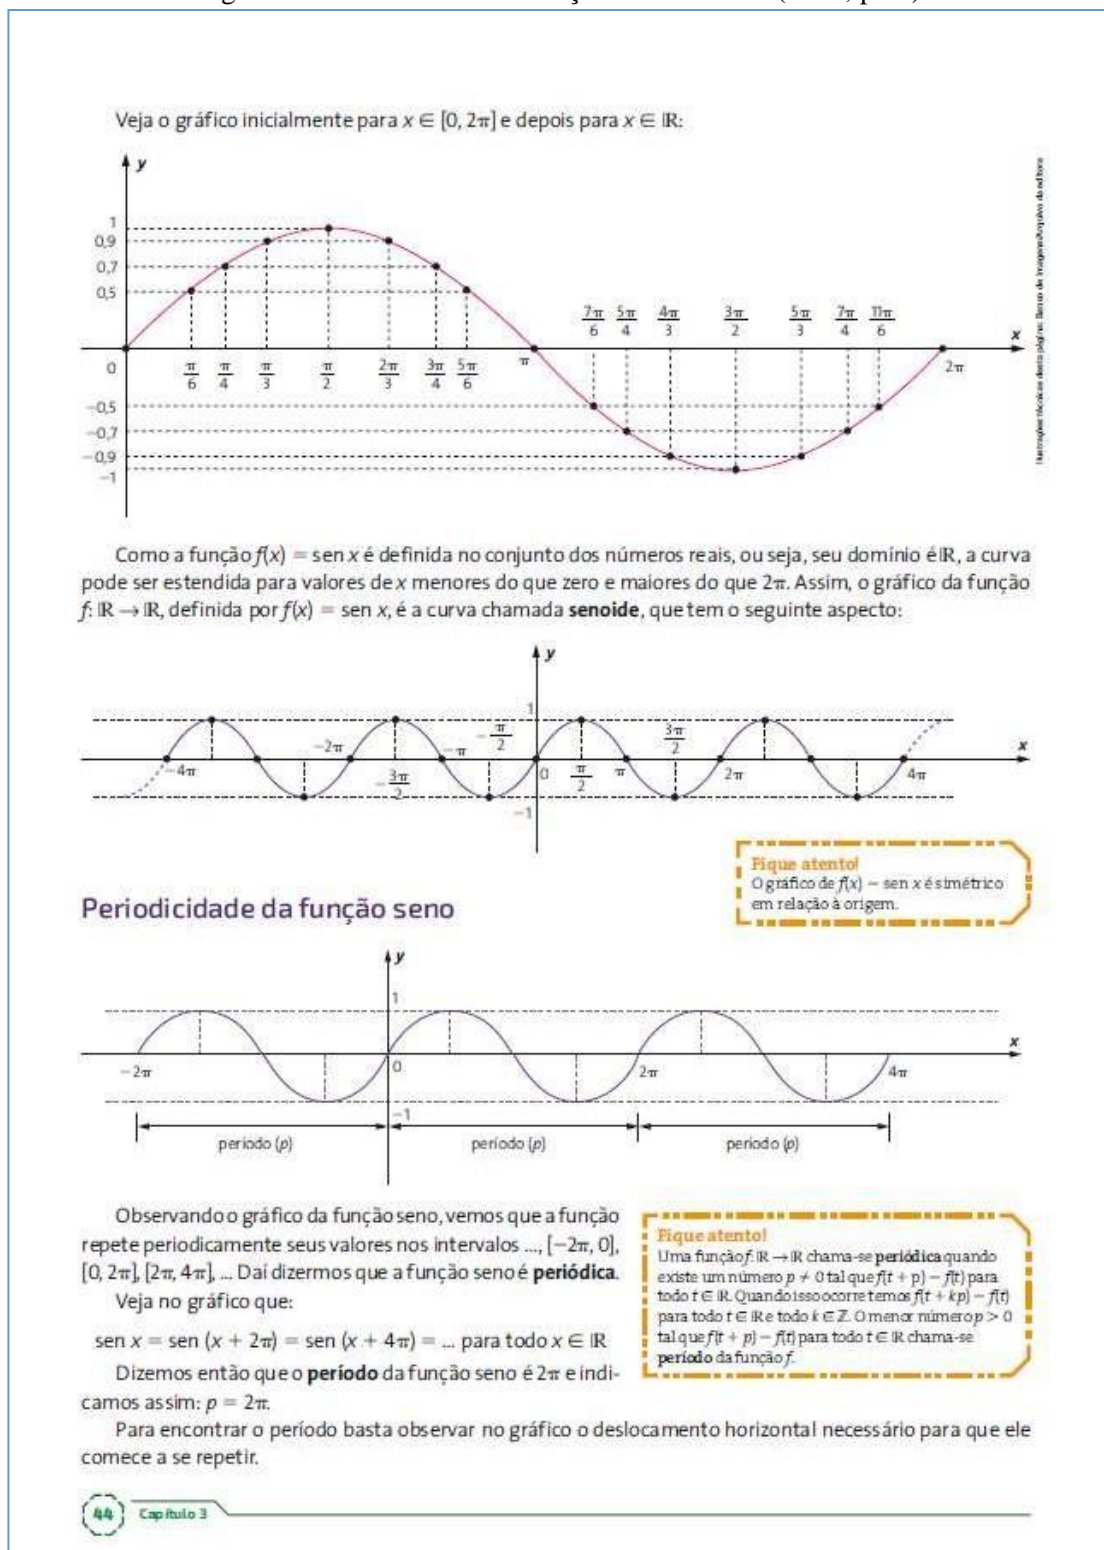 Veja o gráfico inicialmente para x ∈ [0, 2π] e depois para x ∈ ℝ:
y
1
0,9
0,7
0,5
7π/6 5π/4 4π/3 3π/2 5π/3 7π/4 11π/6
x
0 π/6 π/4 π/3 π/2 2π/3 3π/4 5π/6 π 2π
−0,5
−0,7
−0,9
−1
Como a função f(x) = sen x é definida no conjunto dos números reais, ou seja, seu domínio é ℝ, a curva
pode ser estendida para valores de x menores do que zero e maiores do que 2π. Assim, o gráfico da função
f: ℝ → ℝ, definida por f(x) = sen x, é a curva chamada senoide, que tem o seguinte aspecto:
y
1
−2π −π −π/2 3π/2 x
−4π −3π/2 0 π/2 π 2π 4π
−1
Fique atento!
O gráfico de f(x) − sen x é simétrico
em relação à origem.
Periodicidade da função seno
y
1
x
−2π 0 2π 4π
−1
período (p) período (p) período (p)
Observando o gráfico da função seno, vemos que a função
repete periodicamente seus valores nos intervalos ..., [−2π, 0],
[0, 2π], [2π, 4π], ... Daí dizermos que a função seno é periódica.
Veja no gráfico que:
sen x = sen (x + 2π) = sen (x + 4π) = ... para todo x ∈ ℝ
Dizemos então que o período da função seno é 2π e indi-
camos assim: p = 2π.
Fique atento!
Uma função f: ℝ → ℝ chama-se periódica quando
existe um número p ≠ 0 tal que f(t + p) − f(t) para
todo t ∈ ℝ. Quando isso ocorre temos f(t + kp) − f(t)
para todo t ∈ ℝ e todo k ∈ ℤ. O menor número p > 0
tal que f(t + p) − f(t) para todo t ∈ ℝ chama-se
período da função f.
Para encontrar o período basta observar no gráfico o deslocamento horizontal necessário para que ele
comece a se repetir.
44 Capítulo 3
Ilustrações técnicas desta página: Banco de imagens/Arquivo da editora